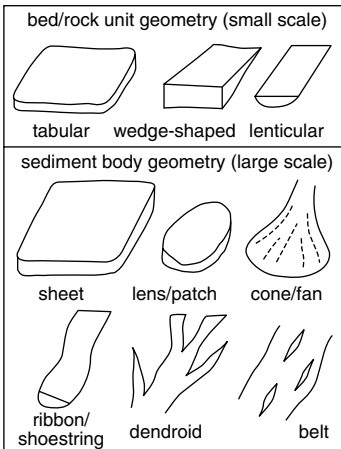 bed/rock unit geometry (small scale)
tabular wedge-shaped lenticular
sediment body geometry (large scale)
sheet lens/patch cone/fan
ribbon/
shoestring dendroid belt